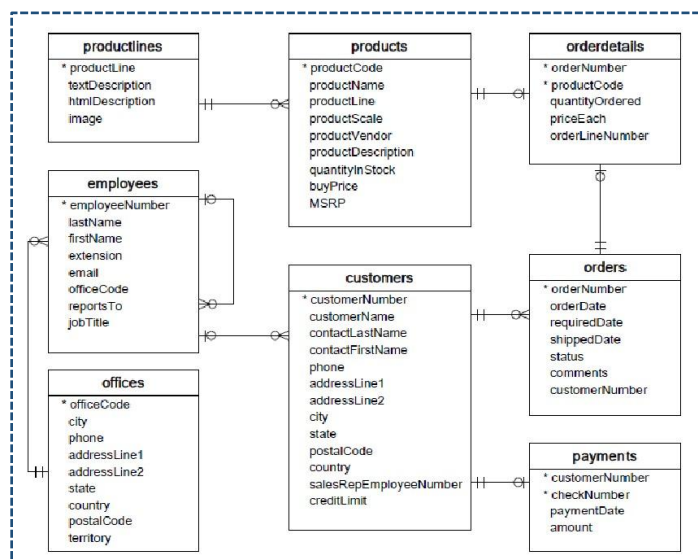 productlines
* productLine
textDescription
htmlDescription
image
products
* productCode
productName
productLine
productScale
productVendor
productDescription
quantityInStock
buyPrice
MSRP
orderdetails
* orderNumber
* productCode
quantityOrdered
priceEach
orderLineNumber
employees
* employeeNumber
lastName
firstName
extension
email
officeCode
reportsTo
jobTitle
customers
* customerNumber
customerName
contactLastName
contactFirstName
phone
addressLine1
addressLine2
city
state
postalCode
country
salesRepEmployeeNumber
creditLimit
orders
* orderNumber
orderDate
requiredDate
shippedDate
status
comments
customerNumber
offices
* officeCode
city
phone
addressLine1
addressLine2
state
country
postalCode
territory
payments
* customerNumber
* checkNumber
paymentDate
amount